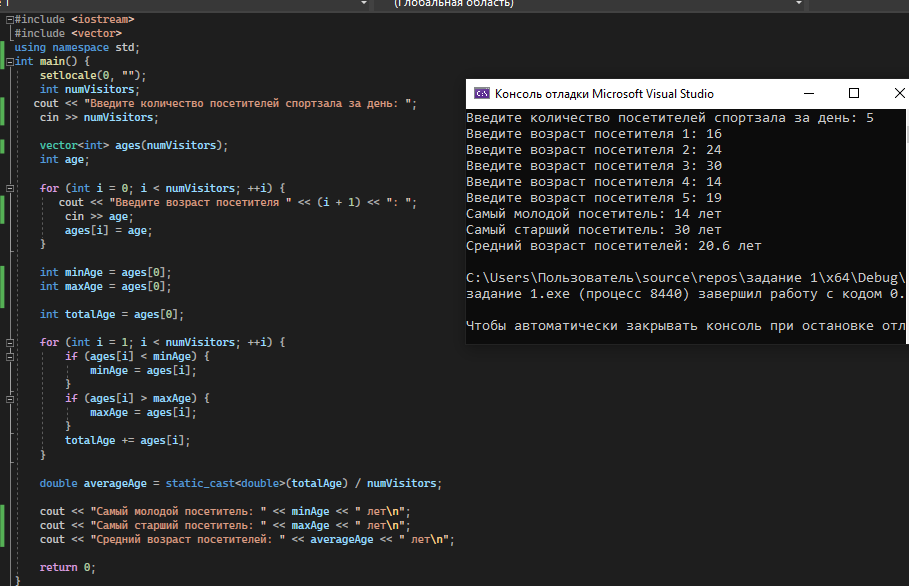 (Глобальная область)
#include <iostream>
#include <vector>
using namespace std;
int main() {
setlocale(0, "");
int numVisitors;
cout << "Введите количество посетителей спортзала за день: ";
cin >> numVisitors;
vector<int> ages(numVisitors);
int age;
for (int i = 0; i < numVisitors; ++i) {
cout << "Введите возраст посетителя " << (i + 1) << ": ";
cin >> age;
ages[i] = age;
}
int minAge = ages[0];
int maxAge = ages[0];
int totalAge = ages[0];
for (int i = 1; i < numVisitors; ++i) {
if (ages[i] < minAge) {
minAge = ages[i];
}
if (ages[i] > maxAge) {
maxAge = ages[i];
}
totalAge += ages[i];
}
double averageAge = static_cast<double>(totalAge) / numVisitors;
cout << "Самый молодой посетитель: " << minAge << " лет\n";
cout << "Самый старший посетитель: " << maxAge << " лет\n";
cout << "Средний возраст посетителей: " << averageAge << " лет\n";
return 0;
}
Консоль отладки Microsoft Visual Studio
Введите количество посетителей спортзала за день: 5
Введите возраст посетителя 1: 16
Введите возраст посетителя 2: 24
Введите возраст посетителя 3: 30
Введите возраст посетителя 4: 14
Введите возраст посетителя 5: 19
Самый молодой посетитель: 14 лет
Самый старший посетитель: 30 лет
Средний возраст посетителей: 20.6 лет
C:\Users\Пользователь\source\repos\задание 1\x64\Debug\
задание 1.exe (процесс 8440) завершил работу с кодом 0.
Чтобы автоматически закрывать консоль при остановке отл